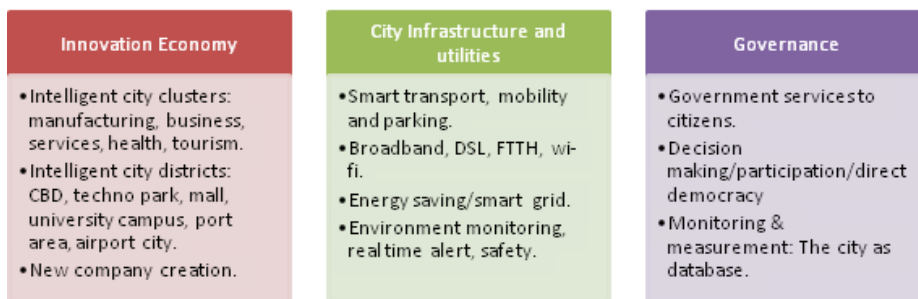 Innovation Economy
•Intelligent city clusters:
manufacturing, business,
services, health, tourism.
•Intelligent city districts:
CBD, techno park, mall,
university campus, port
area, airport city.
•New company creation.
City Infrastructure and
utilities
•Smart transport, mobility
and parking.
•Broadband, DSL, FTTH, wi-
fi.
•Energy saving/smart grid.
•Environment monitoring,
real time alert, safety.
Governance
•Government services to
citizens.
•Decision
making/participation/direct
democracy
•Monitoring &
measurement: The city as
database.